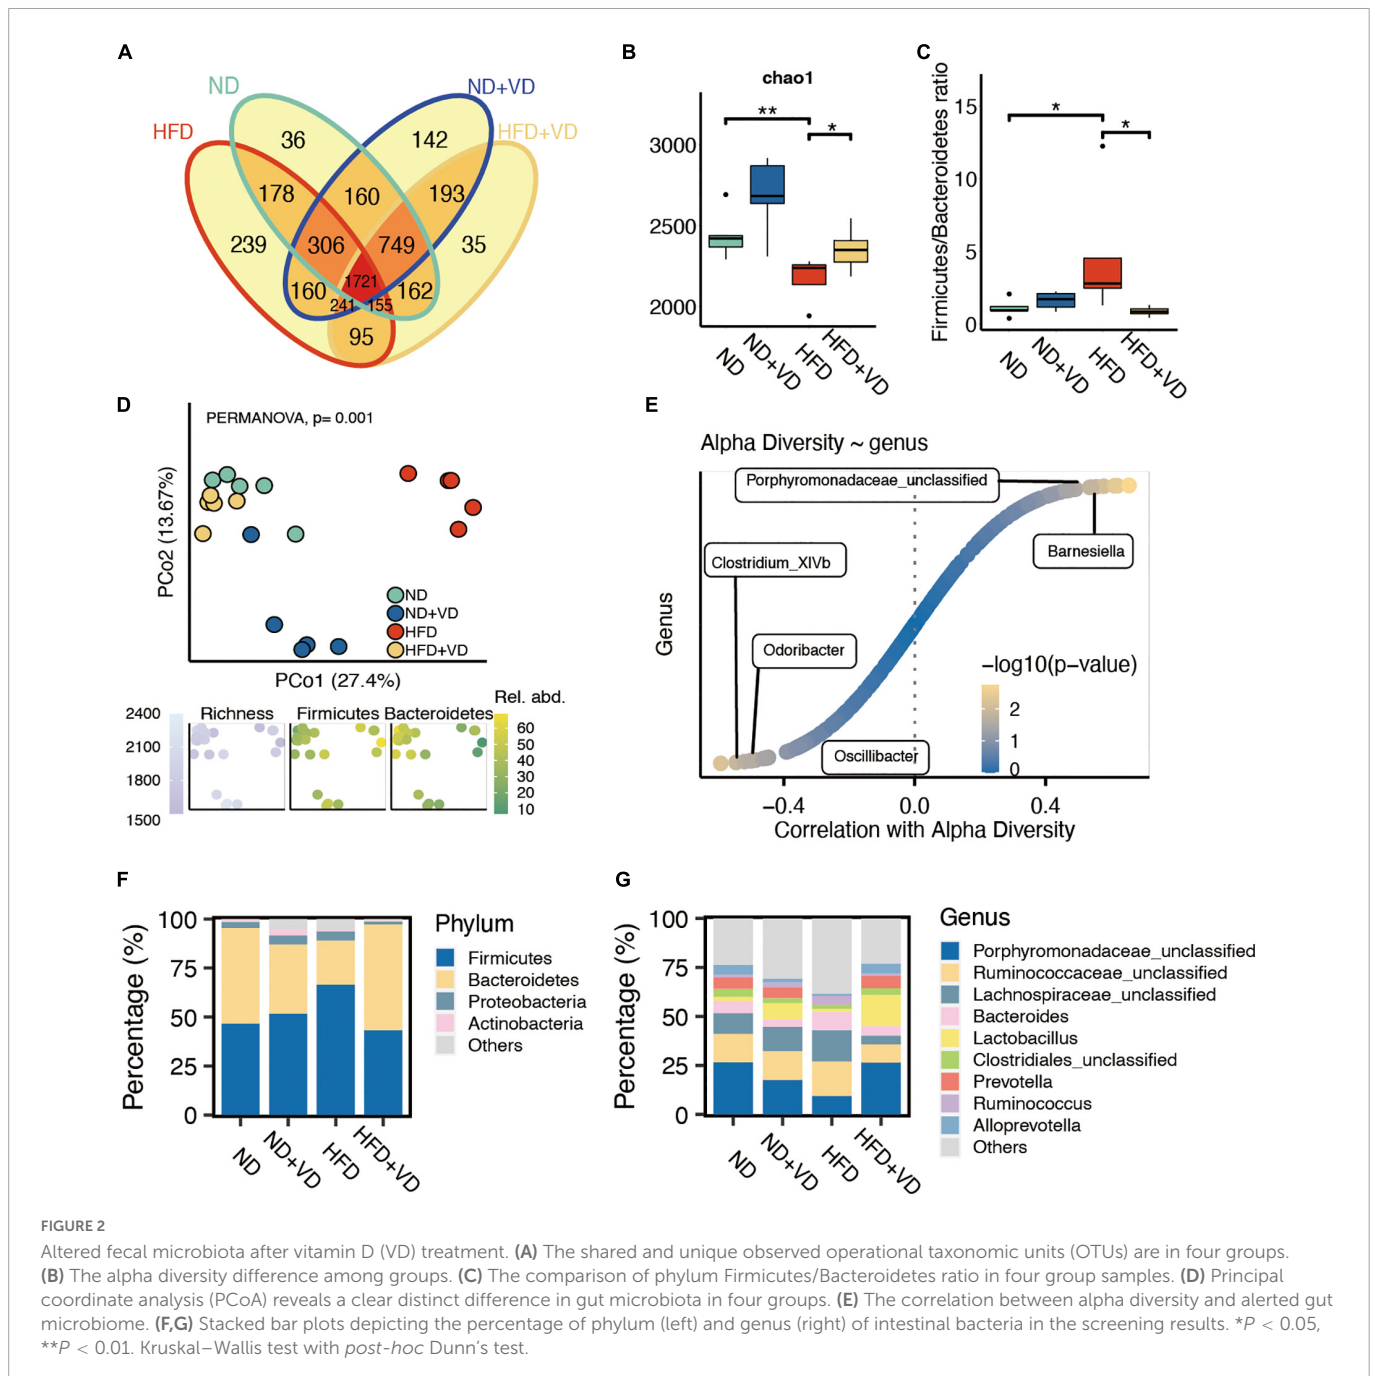 A
ND
ND+VD
HFD
HFD+VD
36
142
178
160
193
239
306
749
35
1721
160
162
241
155
95
B
chao1
**
*
3000
2500
2000
ND
ND+VD
HFD
HFD+VD
C
Firmicutes/Bacteroidetes ratio
*
*
15
10
5
0
ND
ND+VD
HFD
HFD+VD
D
PERMANOVA, p= 0.001
PCo2 (13.67%)
ND
ND+VD
HFD
HFD+VD
PCo1 (27.4%)
Rel. abd.
2400
2100
1800
1500
Richness
Firmicutes
Bacteroidetes
60
50
40
30
20
10
E
Alpha Diversity ~ genus
Porphyromonadaceae_unclassified
Barnesiella
Clostridium_XIVb
Odoribacter
Oscillibacter
Genus
−log10(p−value)
2
1
0
−0.4
0.0
0.4
Correlation with Alpha Diversity
F
Percentage (%)
100
75
50
25
0
ND
ND+VD
HFD
HFD+VD
Phylum
Firmicutes
Bacteroidetes
Proteobacteria
Actinobacteria
Others
G
Percentage (%)
100
75
50
25
0
ND
ND+VD
HFD
HFD+VD
Genus
Porphyromonadaceae_unclassified
Ruminococcaceae_unclassified
Lachnospiraceae_unclassified
Bacteroides
Lactobacillus
Clostridiales_unclassified
Prevotella
Ruminococcus
Alloprevotella
Others
FIGURE 2
Altered fecal microbiota after vitamin D (VD) treatment. (A) The shared and unique observed operational taxonomic units (OTUs) are in four groups.
(B) The alpha diversity difference among groups. (C) The comparison of phylum Firmicutes/Bacteroidetes ratio in four group samples. (D) Principal
coordinate analysis (PCoA) reveals a clear distinct difference in gut microbiota in four groups. (E) The correlation between alpha diversity and alerted gut
microbiome. (F,G) Stacked bar plots depicting the percentage of phylum (left) and genus (right) of intestinal bacteria in the screening results. *P < 0.05,
**P < 0.01. Kruskal–Wallis test with post-hoc Dunn's test.